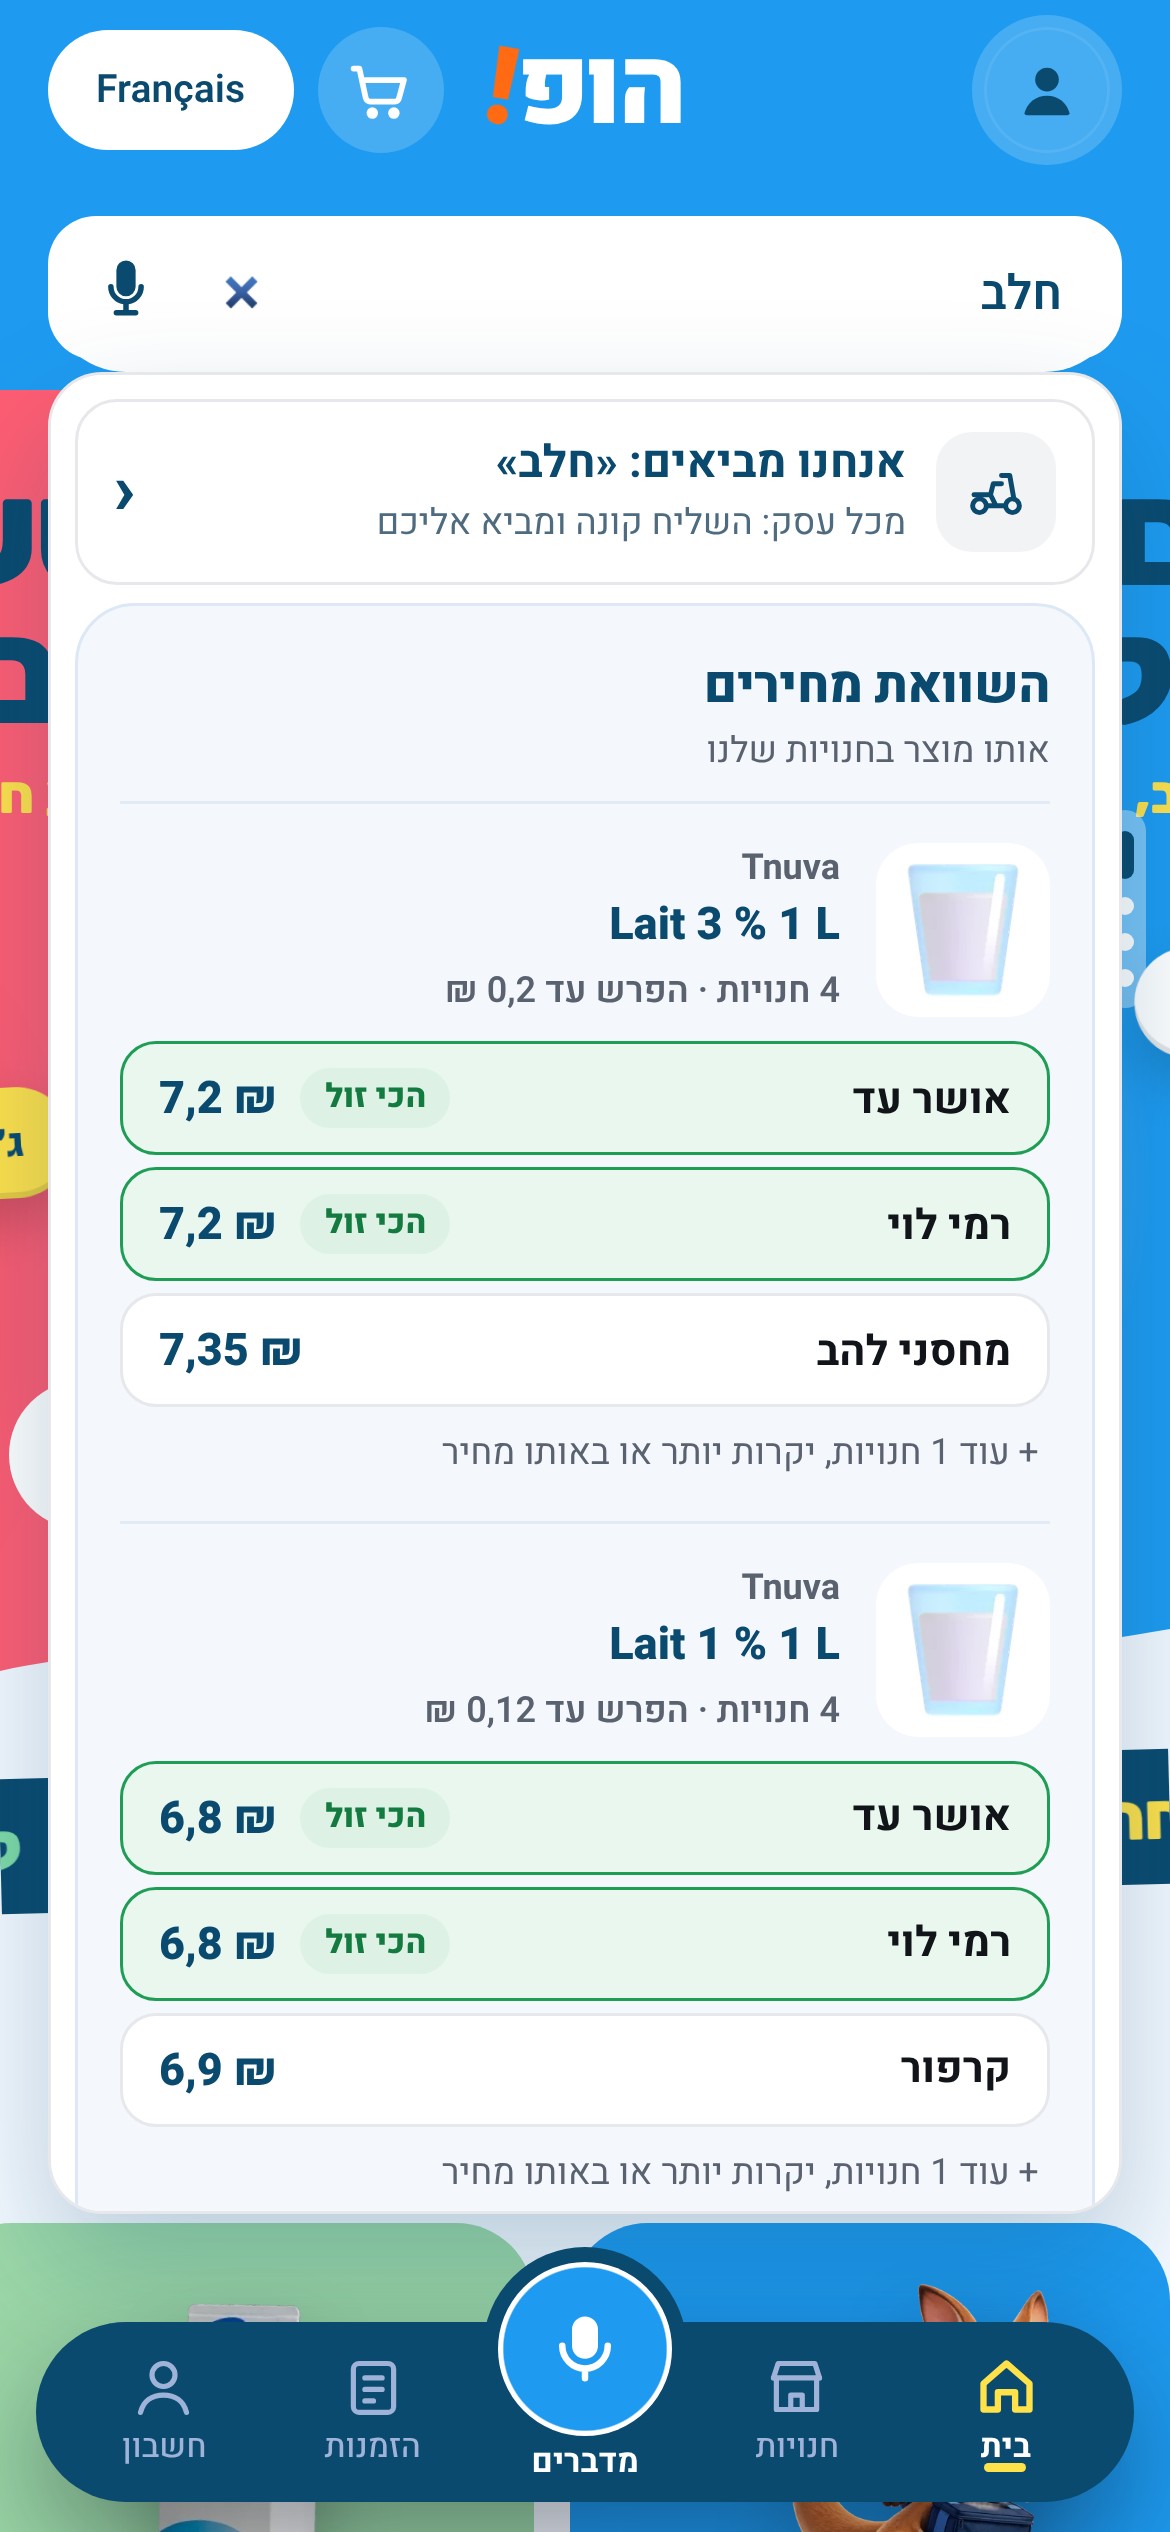 Français
הופ!
חלב
אנחנו מביאים: «חלב»
מכל עסק: השליח קונה ומביא אליכם
השוואת מחירים
אותו מוצר בחנויות שלנו
Tnuva
Lait 3 % 1 L
4 חנויות · הפרש עד 0,2 ₪
אושר עד הכי זול 7,2 ₪
רמי לוי הכי זול 7,2 ₪
מחסני להב 7,35 ₪
+ עוד 1 חנויות, יקרות יותר או באותו מחיר
Tnuva
Lait 1 % 1 L
4 חנויות · הפרש עד 0,12 ₪
אושר עד הכי זול 6,8 ₪
רמי לוי הכי זול 6,8 ₪
קרפור 6,9 ₪
+ עוד 1 חנויות, יקרות יותר או באותו מחיר
בית
חנויות
מדברים
הזמנות
חשבון